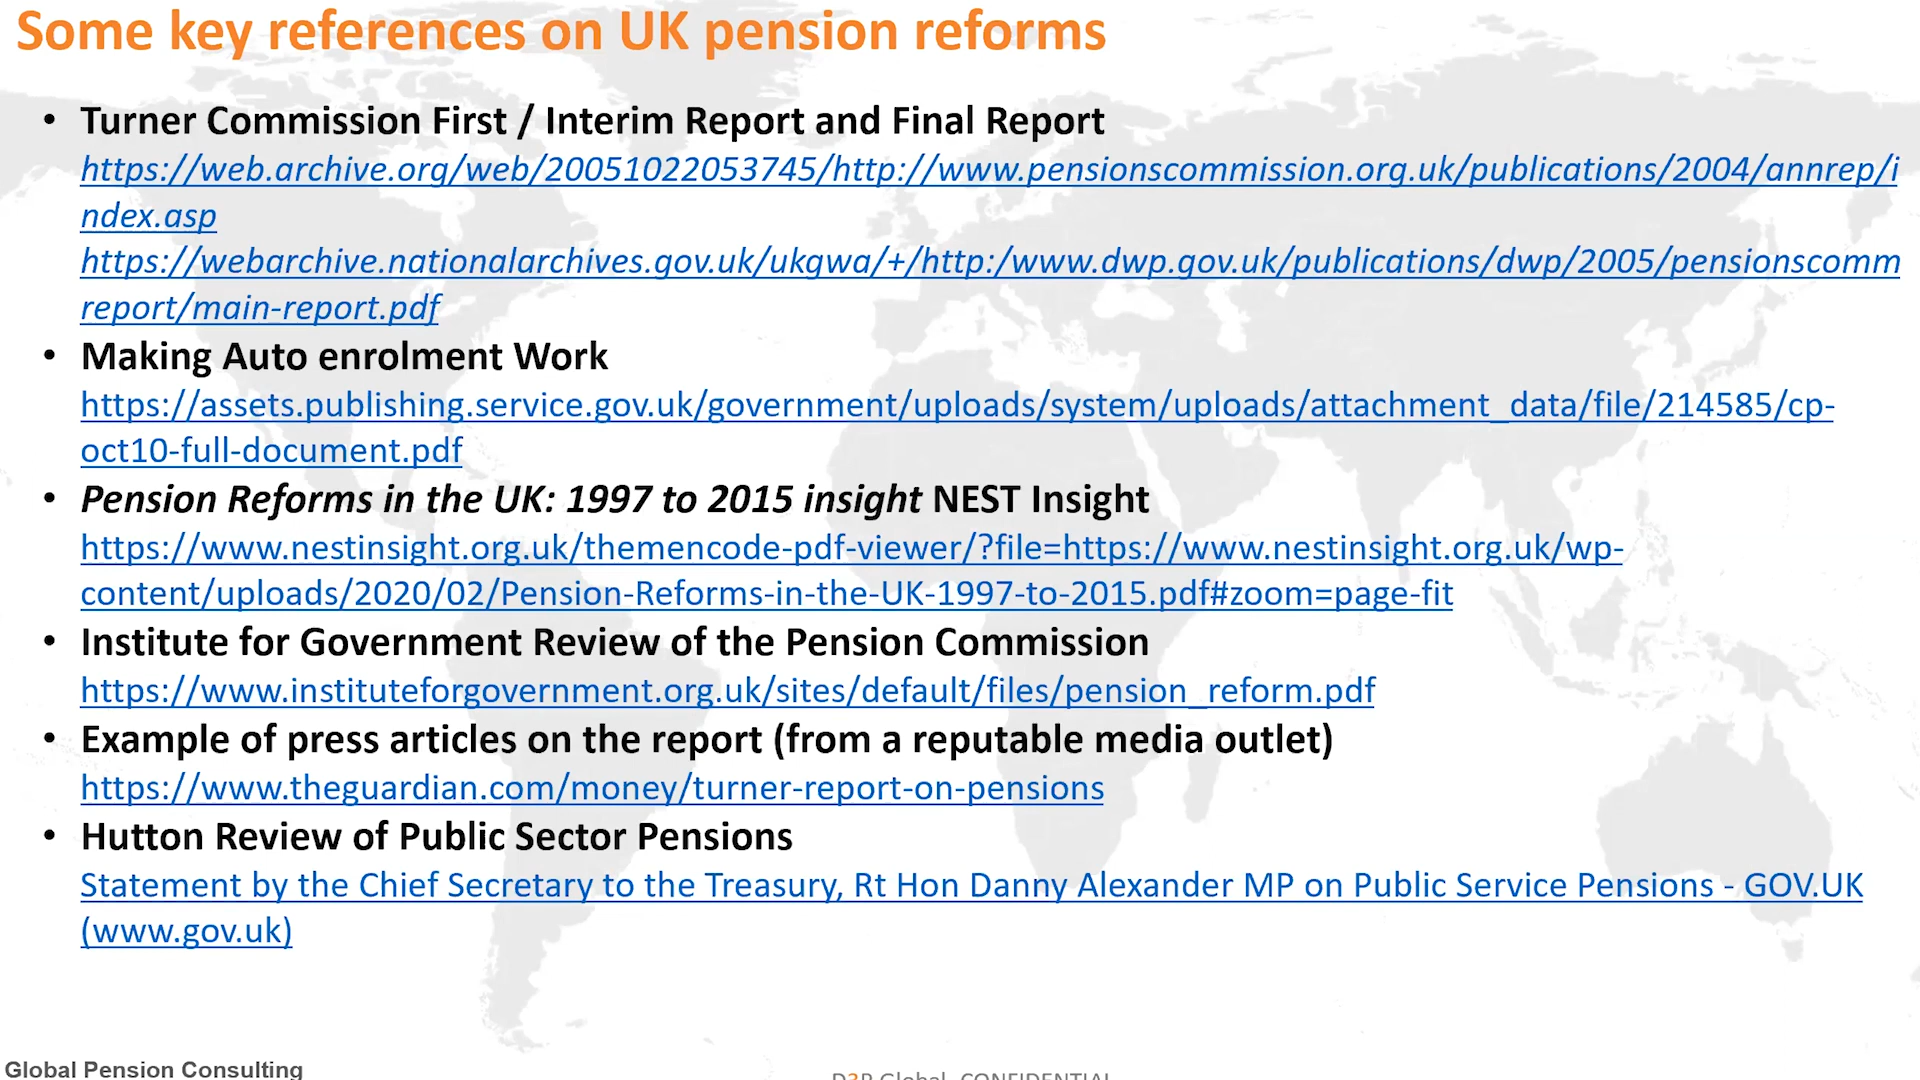 Some key references on UK pension reforms
• Turner Commission First / Interim Report and Final Report
https://web.archive.org/web/20051022053745/http://www.pensionscommission.org.uk/publications/2004/annrep/i
ndex.asp
https://webarchive.nationalarchives.gov.uk/ukgwa/+/http:/www.dwp.gov.uk/publications/dwp/2005/pensionscomm
report/main-report.pdf
• Making Auto enrolment Work
https://assets.publishing.service.gov.uk/government/uploads/system/uploads/attachment_data/file/214585/cp-
oct10-full-document.pdf
• Pension Reforms in the UK: 1997 to 2015 insight NEST Insight
https://www.nestinsight.org.uk/themencode-pdf-viewer/?file=https://www.nestinsight.org.uk/wp-
content/uploads/2020/02/Pension-Reforms-in-the-UK-1997-to-2015.pdf#zoom=page-fit
• Institute for Government Review of the Pension Commission
https://www.instituteforgovernment.org.uk/sites/default/files/pension_reform.pdf
• Example of press articles on the report (from a reputable media outlet)
https://www.theguardian.com/money/turner-report-on-pensions
• Hutton Review of Public Sector Pensions
Statement by the Chief Secretary to the Treasury, Rt Hon Danny Alexander MP on Public Service Pensions - GOV.UK
(www.gov.uk)
Global Pension Consulting
D3P Global, CONFIDENTIAL